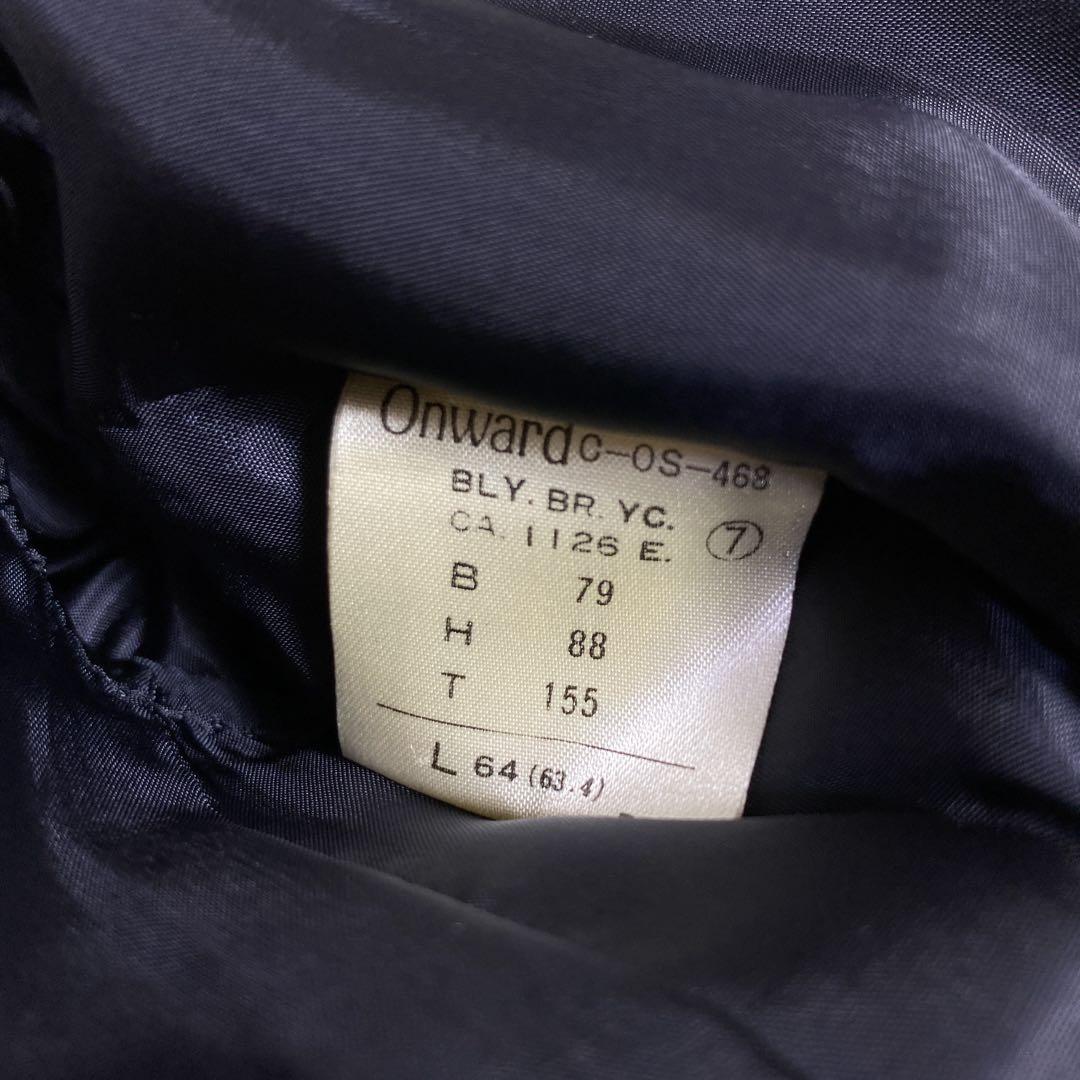 Onward C-OS-468
BLY. BR. YC.
CA. 1126 E. ⑦
B 79
H 88
T 155
L 64 (63.4)